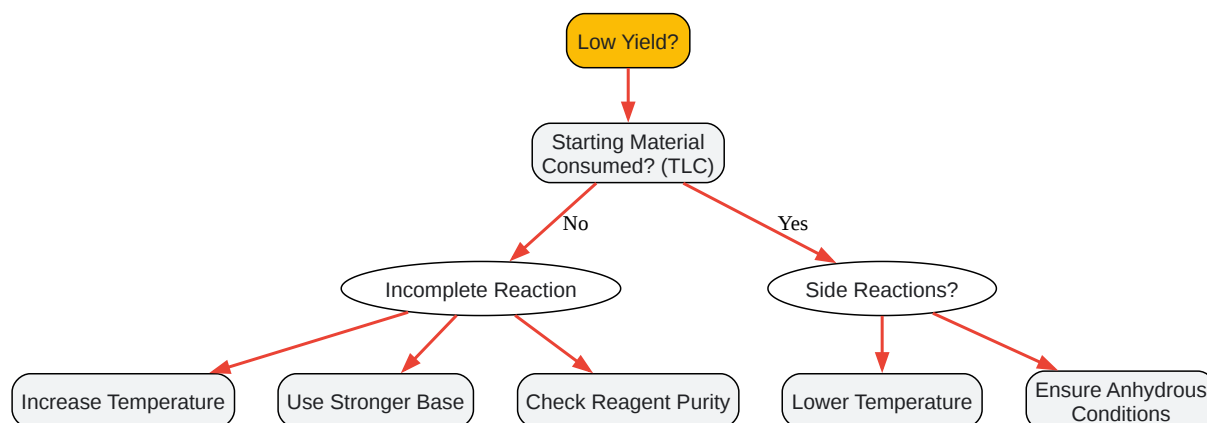 Low Yield?
Starting Material
Consumed? (TLC)
No
Yes
Incomplete Reaction
Side Reactions?
Increase Temperature
Use Stronger Base
Check Reagent Purity
Lower Temperature
Ensure Anhydrous
Conditions